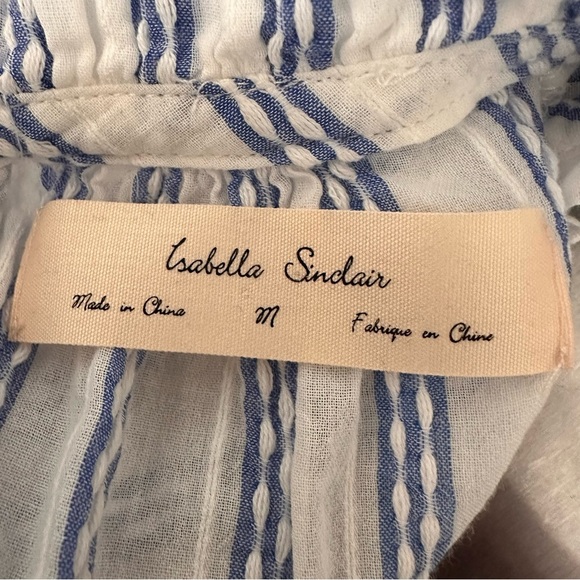 Isabella Sinclair
Made in China M Fabrique en Chine